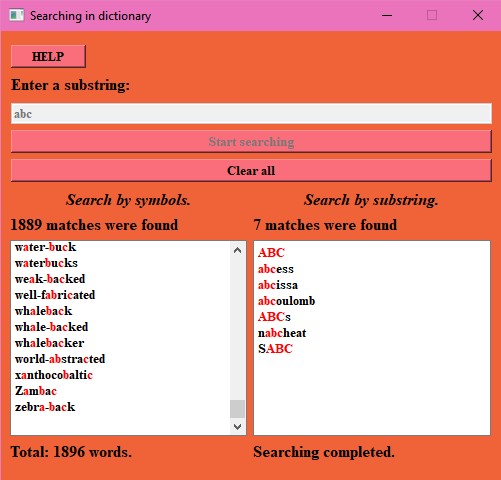 Searching in dictionary
HELP
Enter a substring:
abc
Start searching
Clear all
Search by symbols.
Search by substring.
1889 matches were found
7 matches were found
water-buck
waterbucks
weak-backed
well-fabricated
whaleback
whale-backed
whalebacker
world-abstracted
xanthocobaltic
Zambac
zebra-back
ABC
abcess
abcissa
abcoulomb
ABCs
nabcheat
SABC
Total: 1896 words.
Searching completed.